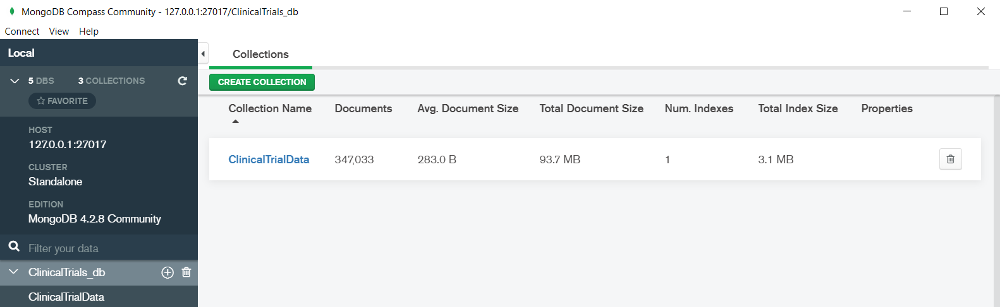 MongoDB Compass Community - 127.0.0.1:27017/ClinicalTrials_db
Connect View Help
Local
5 DBS 3 COLLECTIONS
FAVORITE
HOST
127.0.0.1:27017
CLUSTER
Standalone
EDITION
MongoDB 4.2.8 Community
Filter your data
ClinicalTrials_db
ClinicalTrialData
Collections
CREATE COLLECTION
Collection Name Documents Avg. Document Size Total Document Size Num. Indexes Total Index Size Properties
ClinicalTrialData 347,033 283.0 B 93.7 MB 1 3.1 MB